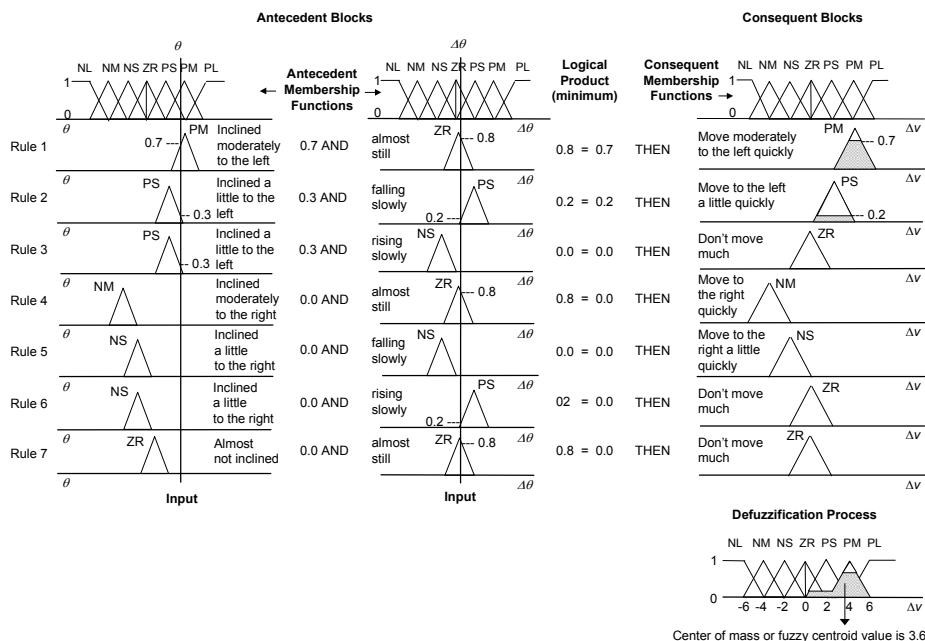 Antecedent Blocks
Consequent Blocks
θ
Δθ
NL NM NS ZR PS PM PL
1
0
Antecedent
Membership
Functions
NL NM NS ZR PS PM PL
1
0
Logical
Product
(minimum)
Consequent
Membership
Functions
NL NM NS ZR PS PM PL
1
0
θ
Δθ
Δv
Rule 1
0.7
PM
Inclined
moderately
to the left
0.7 AND
almost
still
ZR
0.8
0.8 = 0.7
THEN
Move moderately
to the left quickly
PM
0.7
θ
Δθ
Δv
Rule 2
PS
0.3
Inclined a
little to the
left
0.3 AND
falling
slowly
0.2
PS
0.2 = 0.2
THEN
Move to the left
a little quickly
PS
0.2
θ
Δθ
Δv
Rule 3
PS
0.3
Inclined a
little to the
left
0.3 AND
rising
slowly
NS
0.0 = 0.0
THEN
Don't move
much
ZR
θ
Δθ
Δv
Rule 4
NM
Inclined
moderately
to the right
0.0 AND
almost
still
ZR
0.8
0.8 = 0.0
THEN
Move to
the right
quickly
NM
θ
Δθ
Δv
Rule 5
NS
Inclined
a little
to the right
0.0 AND
falling
slowly
NS
0.0 = 0.0
THEN
Move to the
right a little
quickly
NS
θ
Δθ
Δv
Rule 6
NS
Inclined
a little
to the right
0.0 AND
rising
slowly
0.2
PS
02 = 0.0
THEN
Don't move
much
ZR
θ
Δθ
Δv
Rule 7
ZR
Almost
not inclined
0.0 AND
almost
still
ZR
0.8
0.8 = 0.0
THEN
Don't move
much
ZR
θ
Δθ
Δv
Input
Input
Defuzzification Process
NL NM NS ZR PS PM PL
1
0
-6 -4 -2 0 2 4 6 Δv
Center of mass or fuzzy centroid value is 3.6